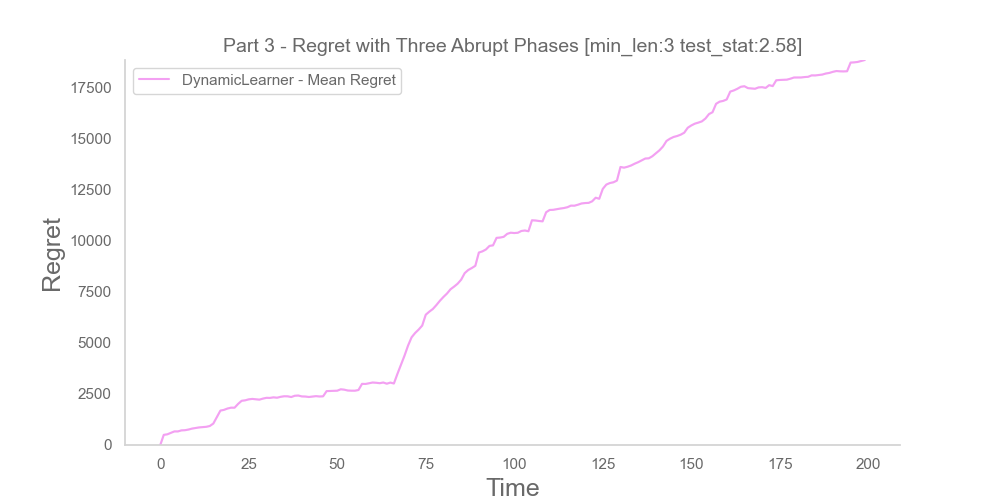 Part 3 - Regret with Three Abrupt Phases [min_len:3 test_stat:2.58]
DynamicLearner - Mean Regret
17500
15000
12500
10000
7500
5000
2500
0
Regret
0 25 50 75 100 125 150 175 200
Time